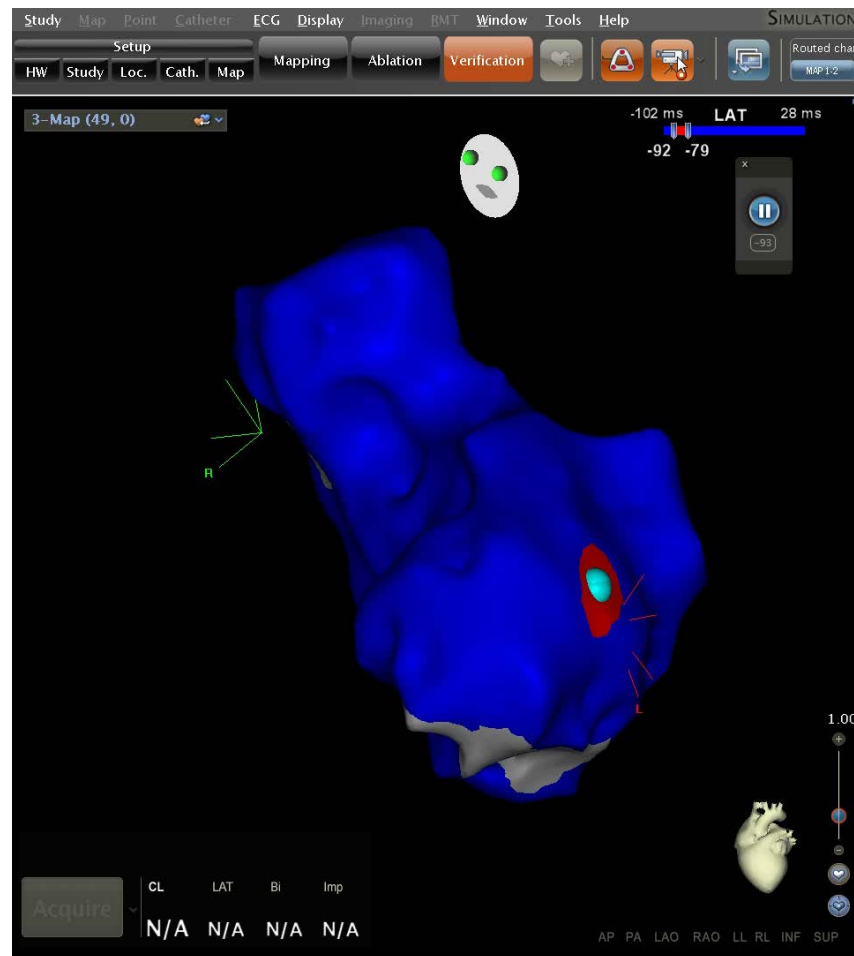 Study Map Point Catheter ECG Display Imaging RMT Window Tools Help SIMULATION
Setup
HW Study Loc. Cath. Map
Mapping Ablation Verification
Routed cha
MAP 1-2
3-Map (49, 0)
-102 ms LAT 28 ms
-92 -79
x
-93
R
L
1.00
CL LAT Bi Imp
Acquire
N/A N/A N/A N/A
AP PA LAO RAO LL RL INF SUP